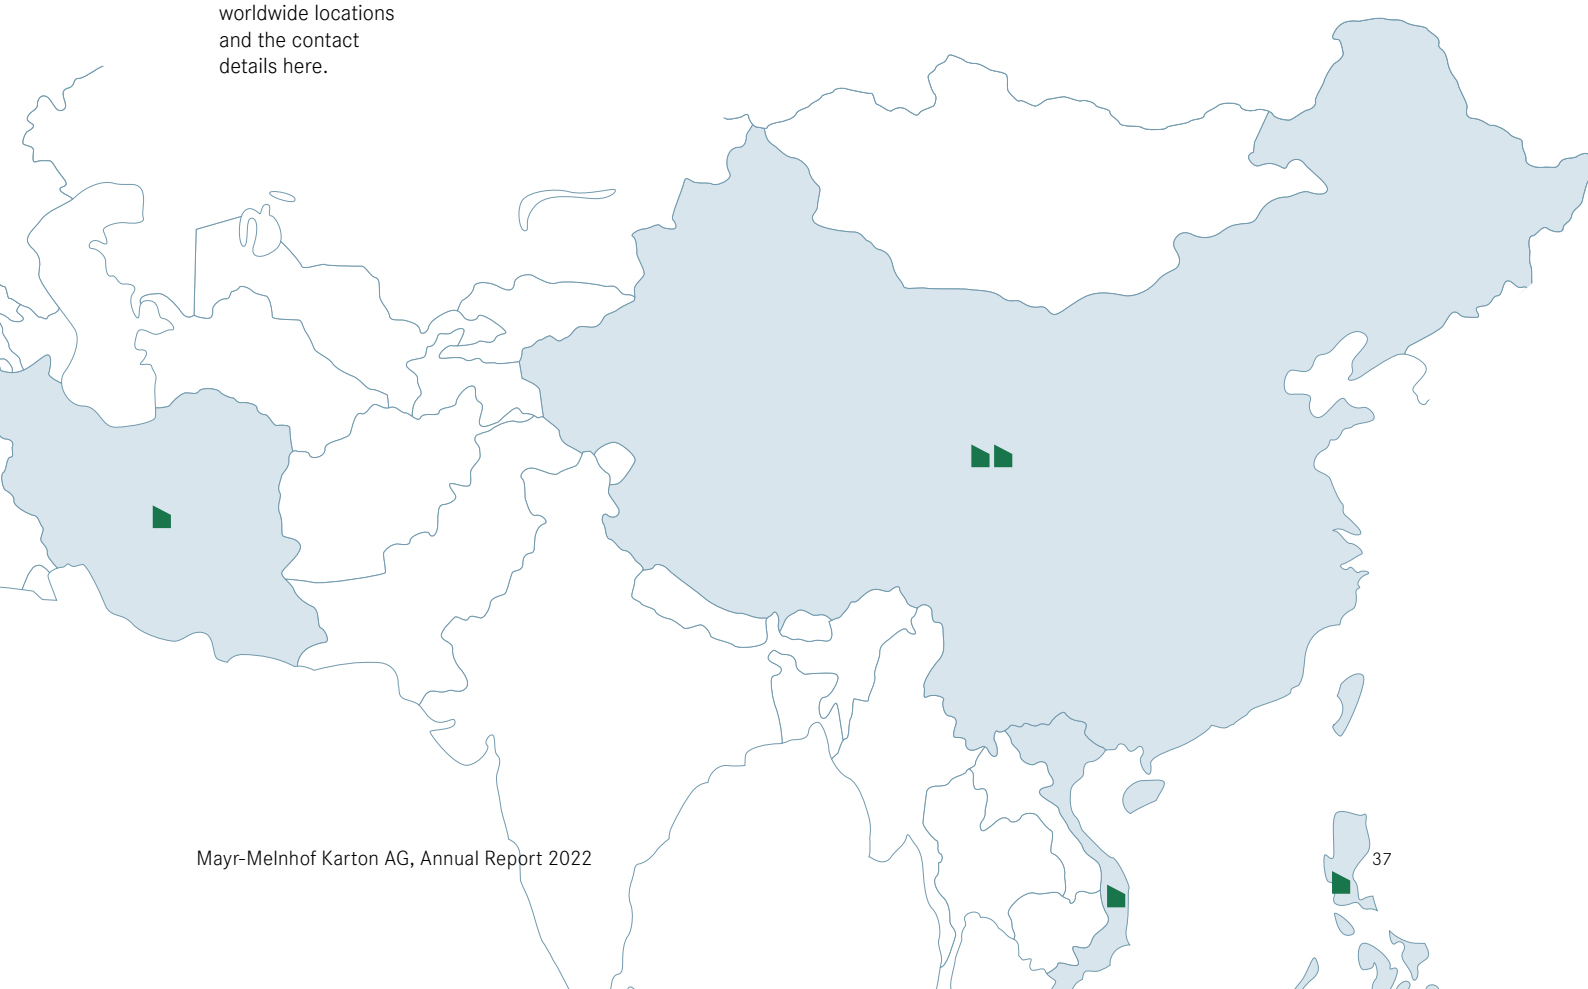 worldwide locations
and the contact
details here.
Mayr-Melnhof Karton AG, Annual Report 2022
37